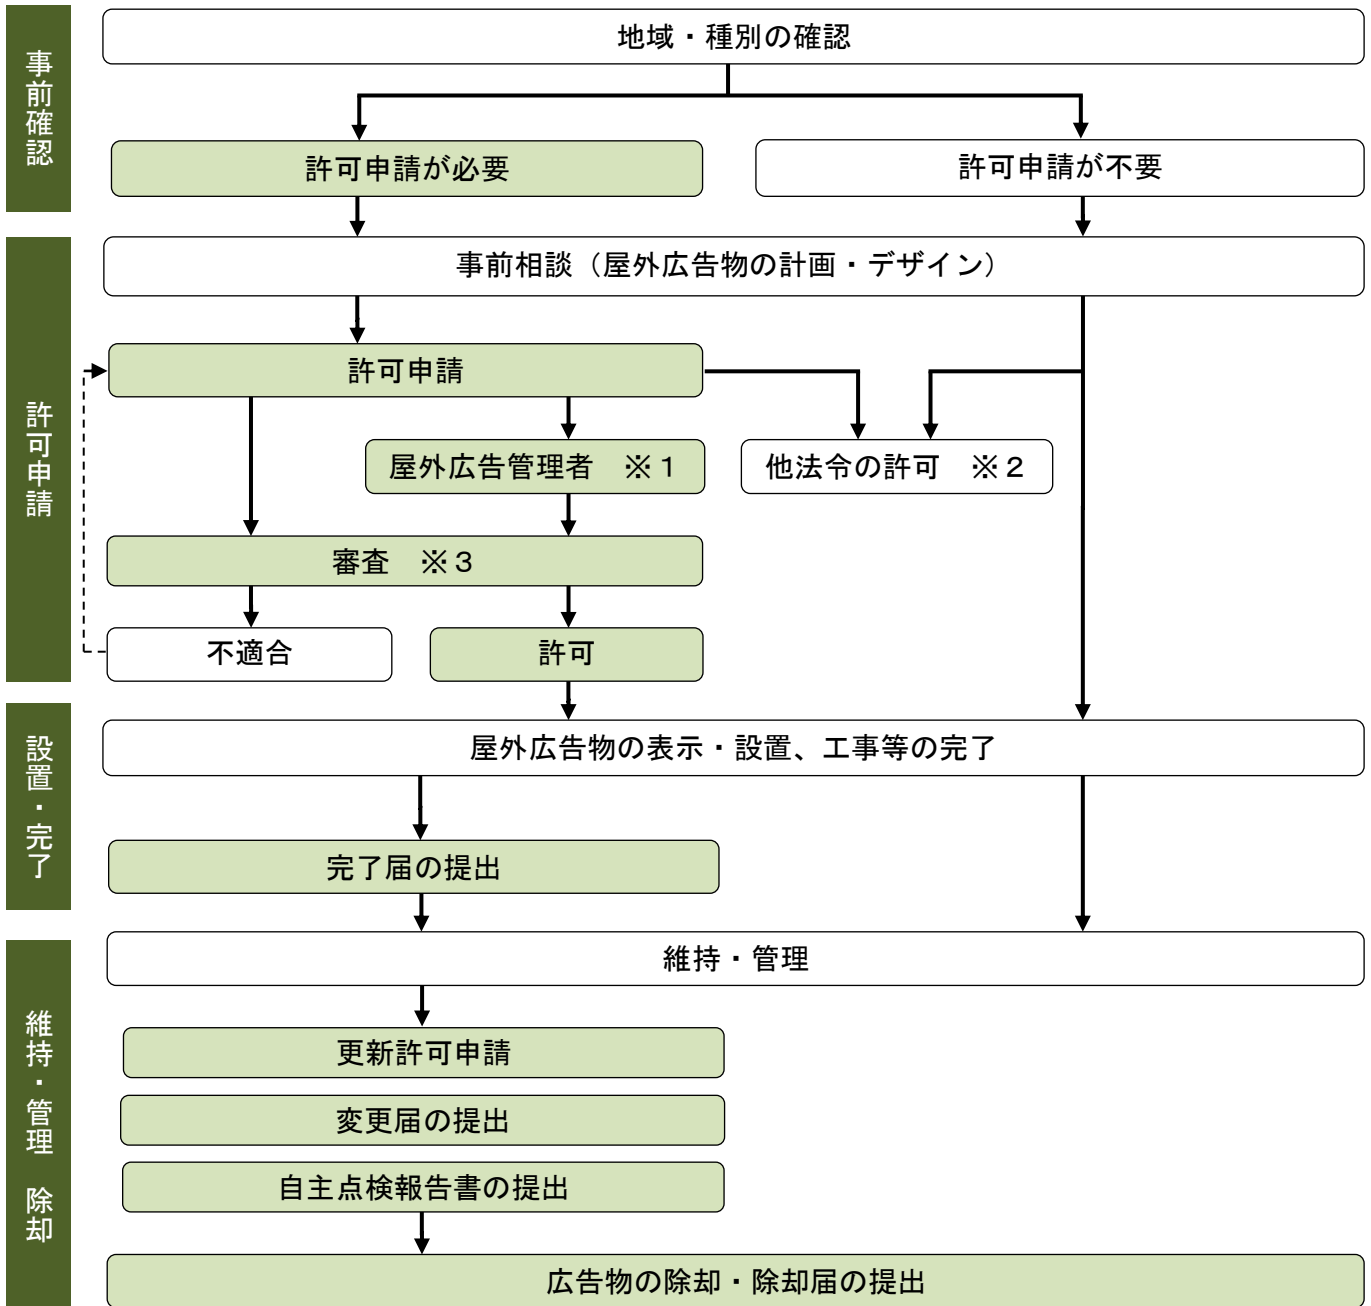 事前確認
地域・種別の確認
許可申請が必要
許可申請が不要
許可申請
事前相談（屋外広告物の計画・デザイン）
許可申請
屋外広告管理者　※１
他法令の許可　※２
審査　※３
不適合
許可
設置・完了
屋外広告物の表示・設置、工事等の完了
完了届の提出
維持・管理　除却
維持・管理
更新許可申請
変更届の提出
自主点検報告書の提出
広告物の除却・除却届の提出